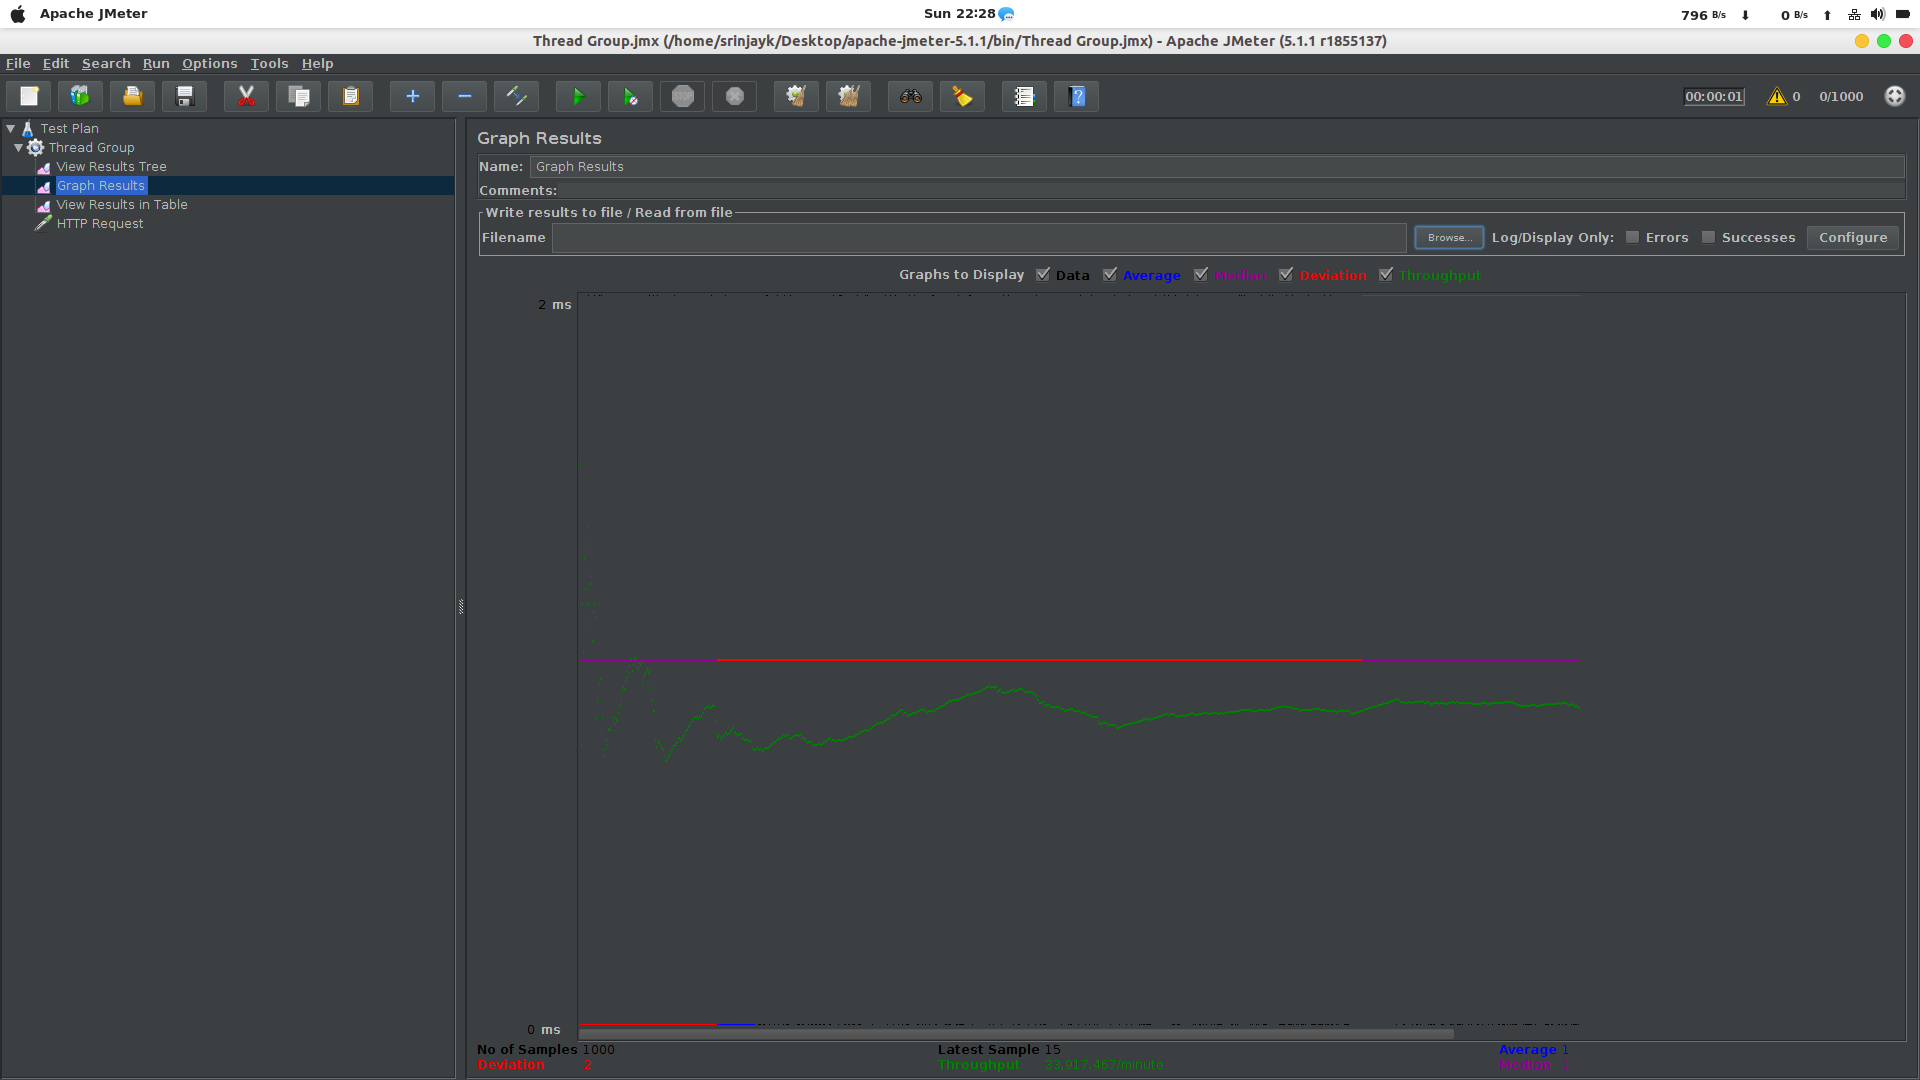 Apache JMeter
Sun 22:28
796 B/s 0 B/s
Thread Group.jmx (/home/srinjayk/Desktop/apache-jmeter-5.1.1/bin/Thread Group.jmx) - Apache JMeter (5.1.1 r1855137)
File Edit Search Run Options Tools Help
STOP
00:00:01 0 0/1000
Test Plan
Thread Group
View Results Tree
Graph Results
View Results in Table
HTTP Request
Graph Results
Name: Graph Results
Comments:
Write results to file / Read from file
Filename Browse... Log/Display Only: Errors Successes Configure
Graphs to Display Data Average Median Deviation Throughput
2 ms
0 ms
No of Samples 1000 Latest Sample 15 Average 1
Deviation 2 Throughput 33,917.467/minute Median 1